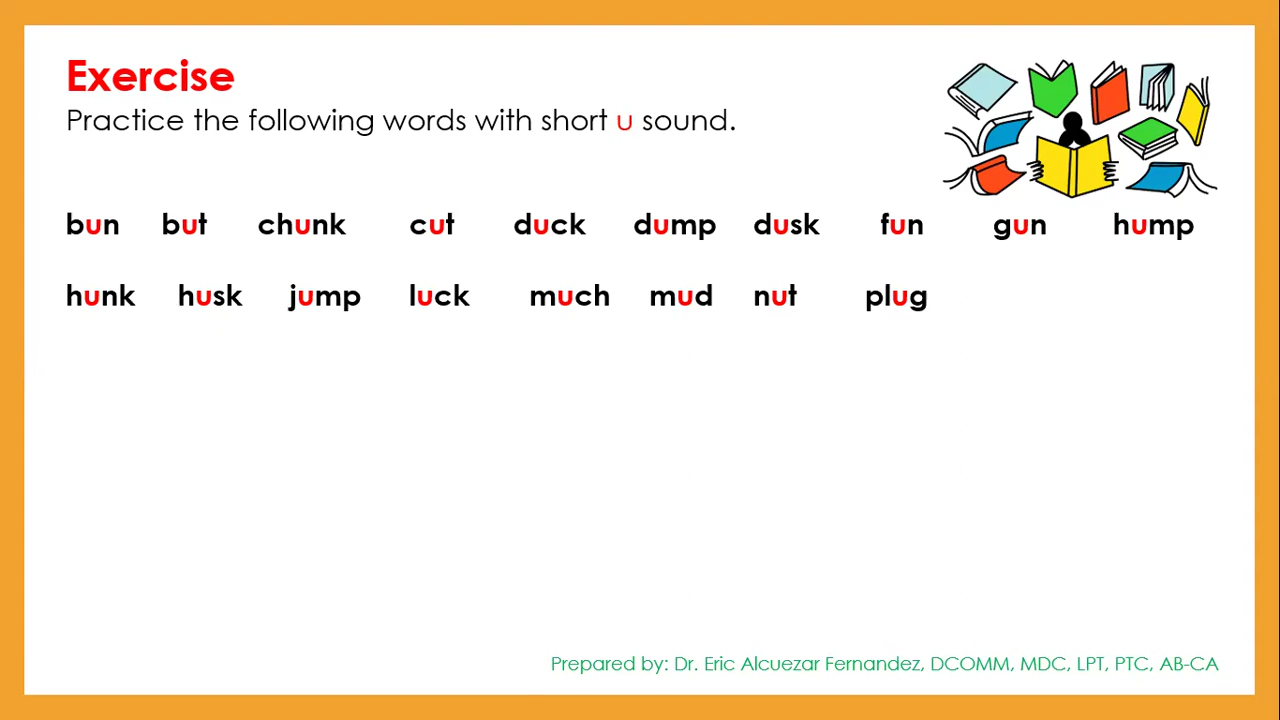 Exercise
Practice the following words with short u sound.
bun but chunk cut duck dump dusk fun gun hump
hunk husk jump luck much mud nut plug
Prepared by: Dr. Eric Alcuezar Fernandez, DCOMM, MDC, LPT, PTC, AB-CA